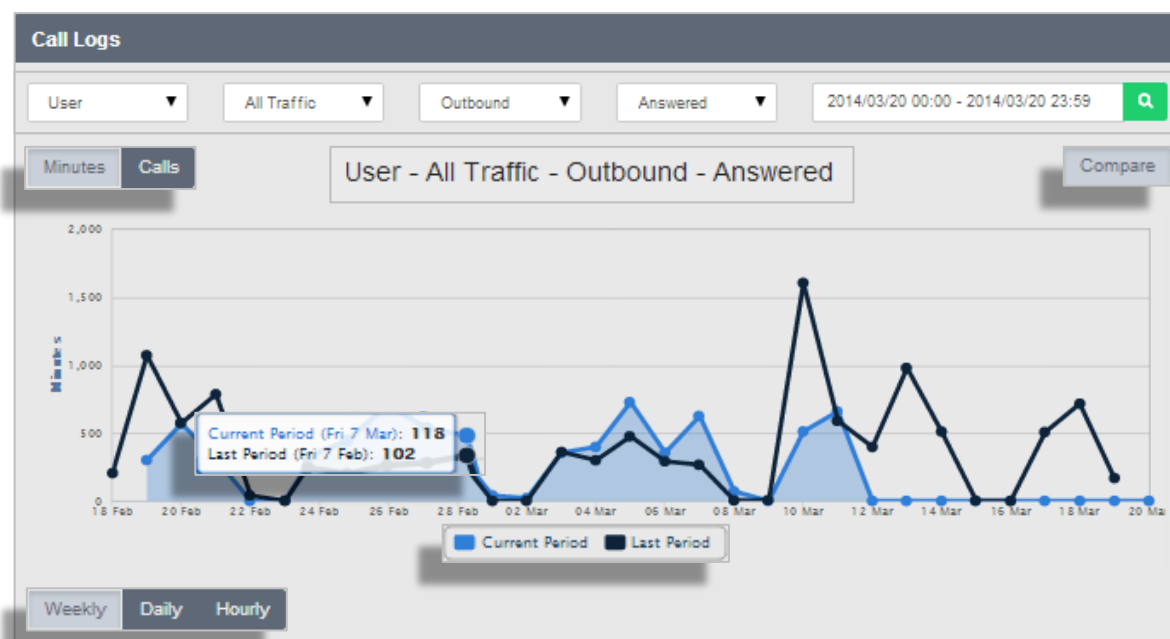 Call Logs
User All Traffic Outbound Answered 2014/03/20 00:00 - 2014/03/20 23:59
Minutes Calls
User - All Traffic - Outbound - Answered
Compare
2,000
1,500
1,000
500
0
Minutes
Current Period (Fri 7 Mar): 118
Last Period (Fri 7 Feb): 102
18 Feb 20 Feb 22 Feb 24 Feb 26 Feb 28 Feb 02 Mar 04 Mar 06 Mar 08 Mar 10 Mar 12 Mar 14 Mar 16 Mar 18 Mar 20 Ma
Current Period Last Period
Weekly Daily Hourly